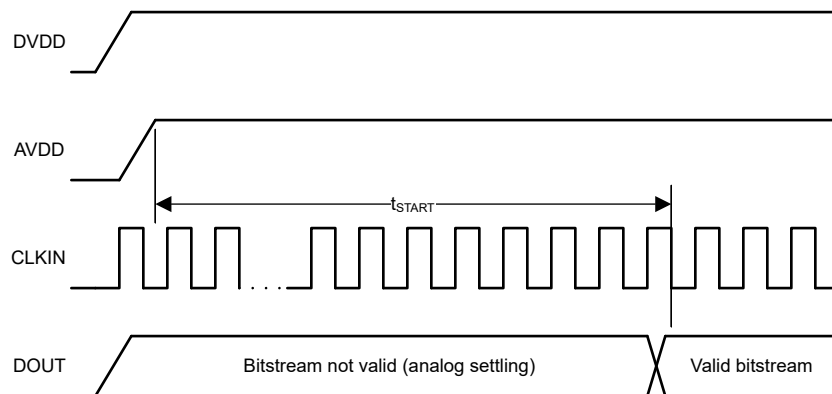 DVDD
AVDD
tSTART
CLKIN
. . .
DOUT
Bitstream not valid (analog settling)
Valid bitstream